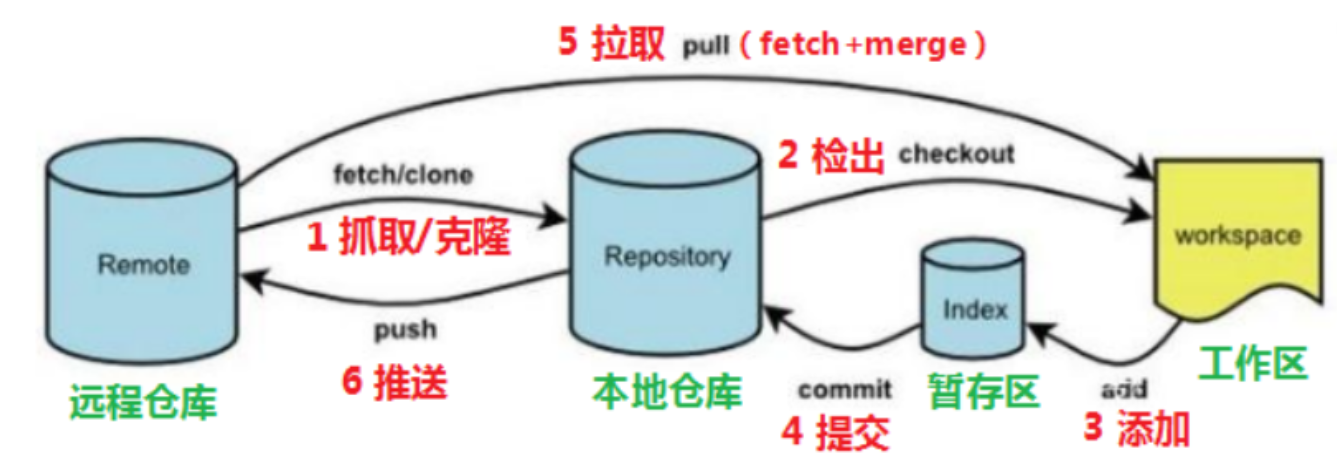 5 拉取 pull ( fetch+merge )
fetch/clone
1 抓取/克隆
2 检出 checkout
Remote
Repository
workspace
Index
push
6 推送
远程仓库
本地仓库
commit
4 提交
暂存区
add
3 添加
工作区